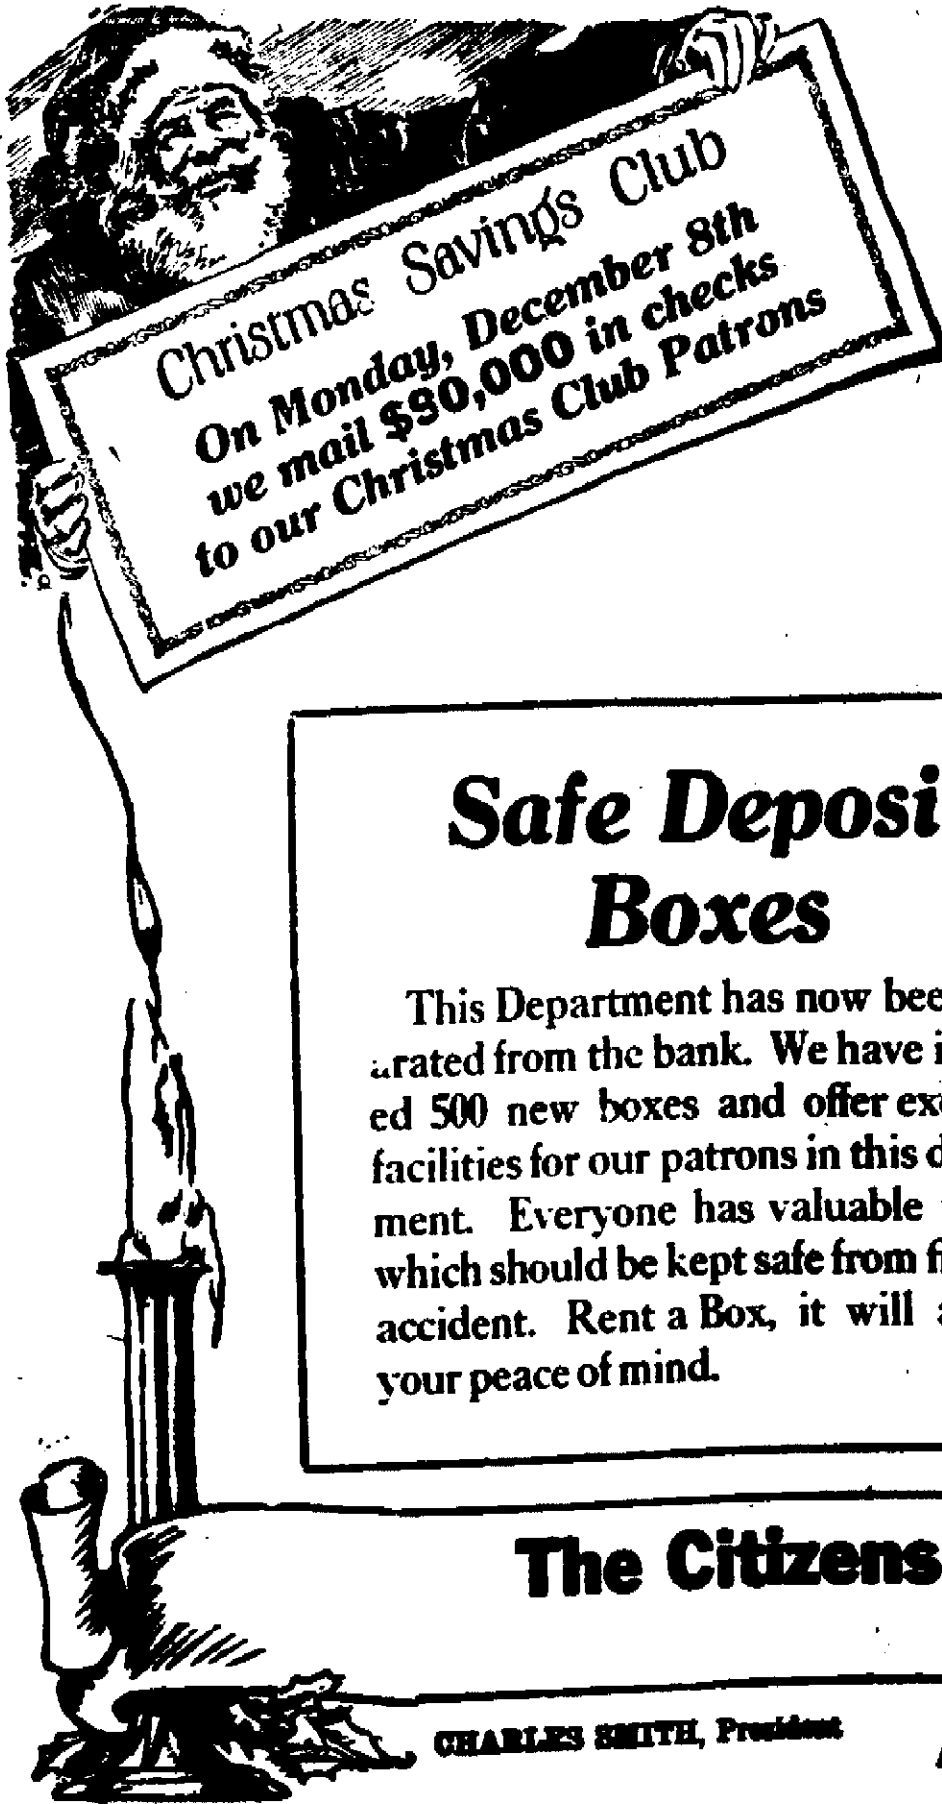 Christmas Savings Club
On Monday, December 8th
we mail $90,000 in checks
to our Christmas Club Patrons
Safe Deposi
Boxes
This Department has now bee
arated from the bank. We have i
ed 500 new boxes and offer exc
facilities for our patrons in this d
ment. Everyone has valuable
which should be kept safe from fi
accident. Rent a Box, it will a
your peace of mind.
The Citizens
CHARLES SMITH, President